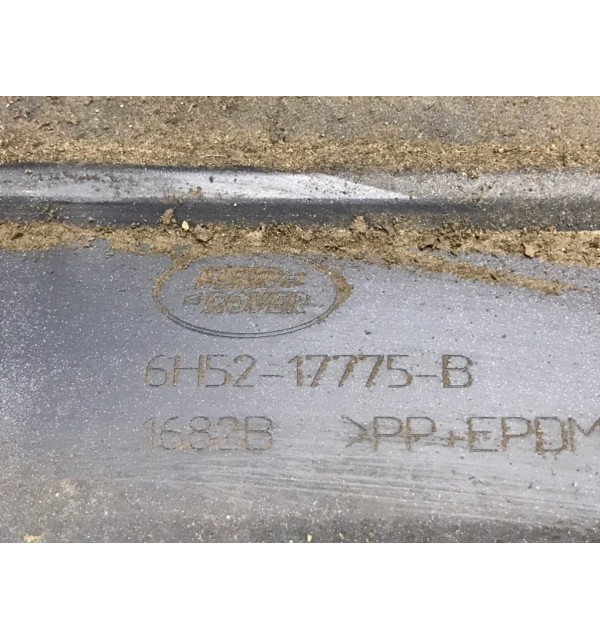 LAND
ROVER
6H52-17775-B
1682B >PP+EPDM